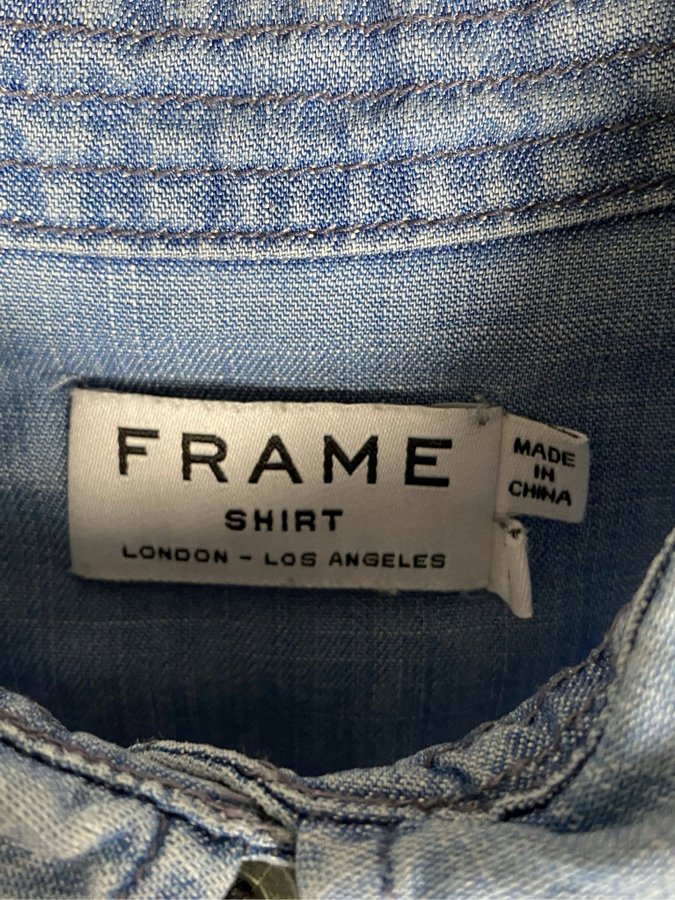 FRAME
SHIRT
LONDON – LOS ANGELES
MADE
IN
CHINA